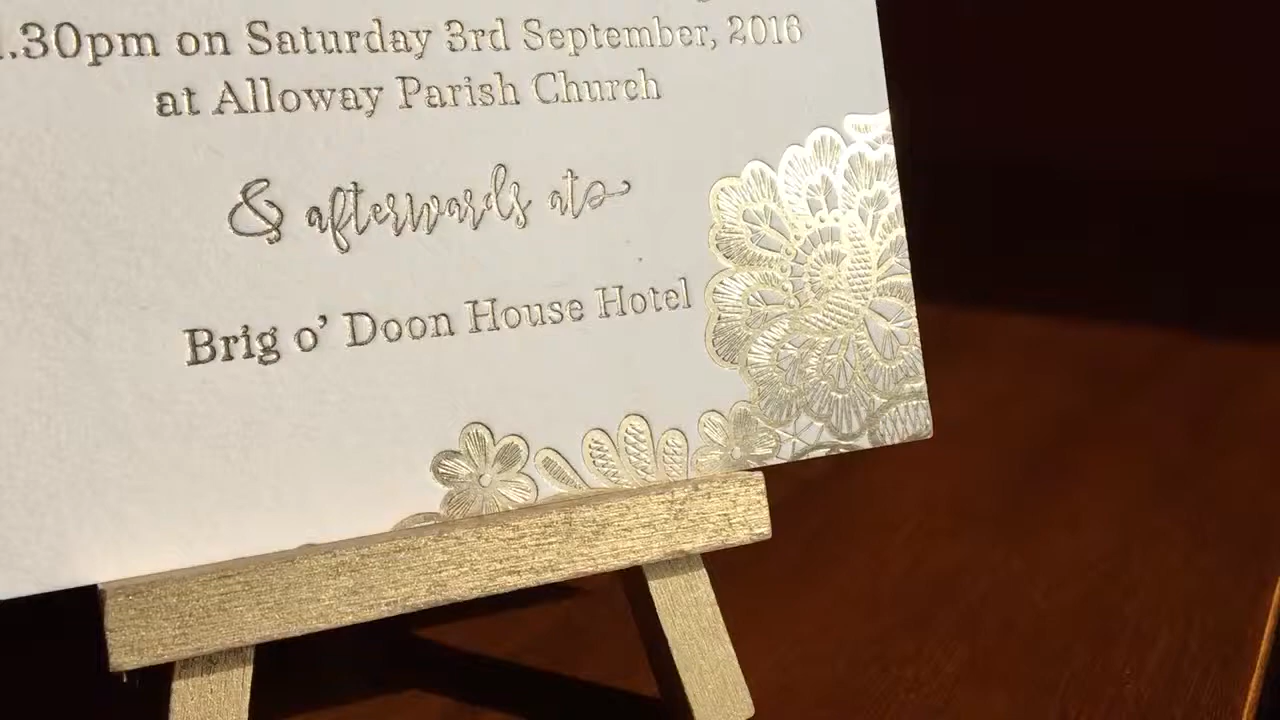 .30pm on Saturday 3rd September, 2016
at Alloway Parish Church
& afterwards at
Brig o’ Doon House Hotel